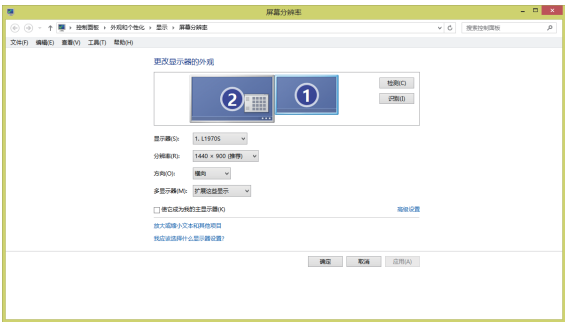 屏幕分辨率
控制面板 › 外观和个性化 › 显示 › 屏幕分辨率
搜索控制面板
文件(F) 编辑(E) 查看(V) 工具(T) 帮助(H)
更改显示器的外观
2 1
检测(C)
识别(I)
显示器(S): 1. L1970S
分辨率(R): 1440 × 900 (推荐)
方向(O): 横向
多显示器(M): 扩展这些显示
使它成为我的主显示器(K) 高级设置
放大或缩小文本和其他项目
我应该选择什么显示器设置?
确定 取消 应用(A)